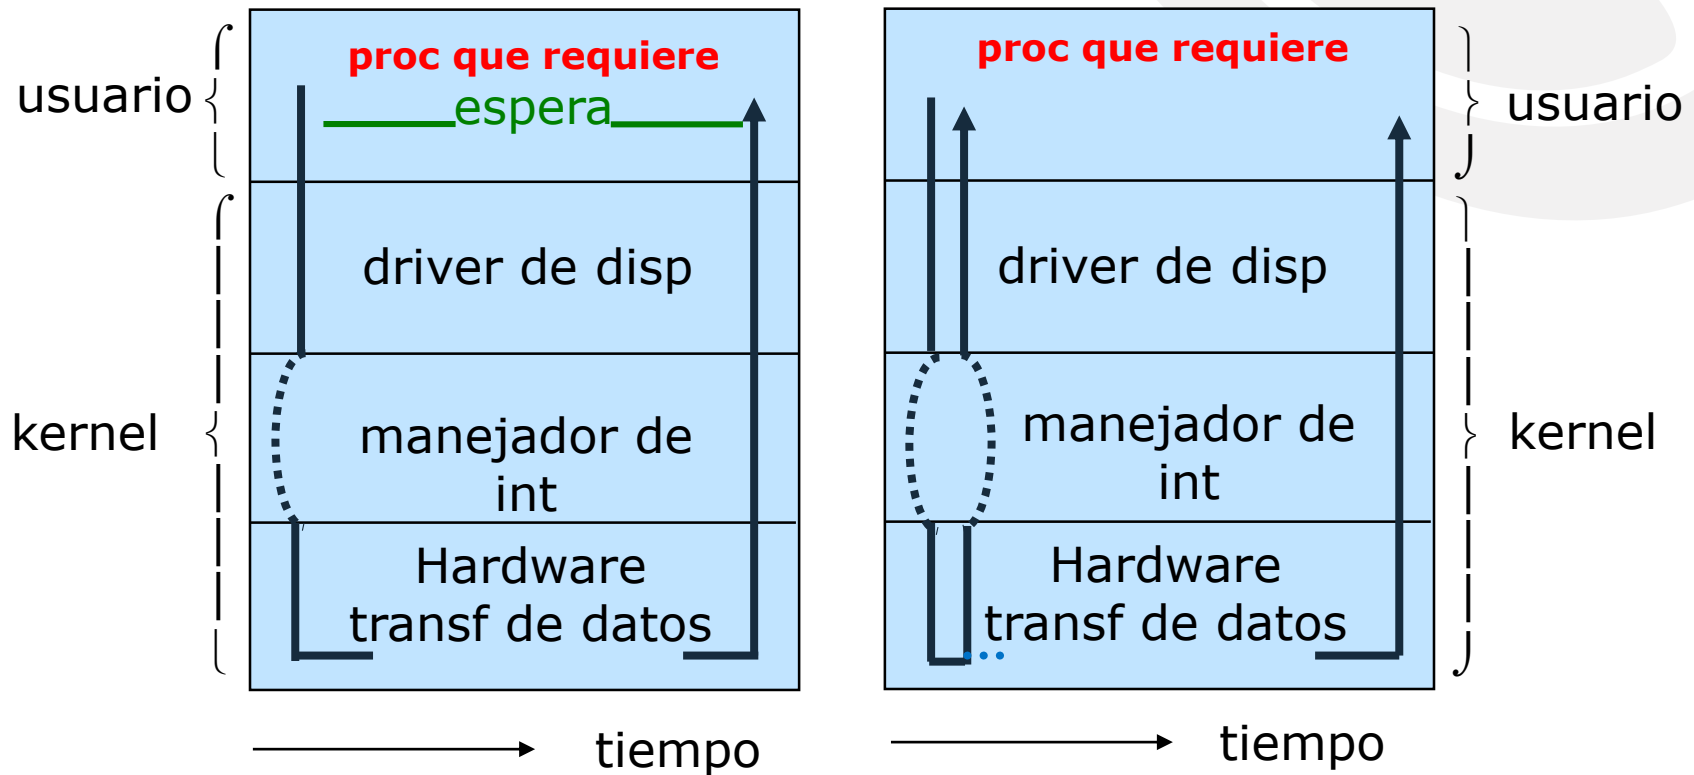 proc que requiere
usuario
espera
driver de disp
kernel
manejador de
int
Hardware
transf de datos
tiempo
proc que requiere
usuario
driver de disp
manejador de
int
kernel
Hardware
transf de datos
tiempo